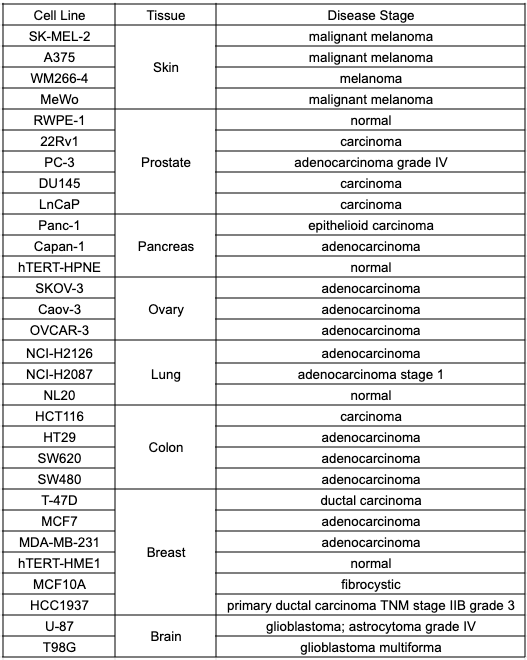 Cell Line Tissue Disease Stage
SK-MEL-2 Skin malignant melanoma
A375 malignant melanoma
WM266-4 melanoma
MeWo malignant melanoma
RWPE-1 Prostate normal
22Rv1 carcinoma
PC-3 adenocarcinoma grade IV
DU145 carcinoma
LnCaP carcinoma
Panc-1 Pancreas epithelioid carcinoma
Capan-1 adenocarcinoma
hTERT-HPNE normal
SKOV-3 Ovary adenocarcinoma
Caov-3 adenocarcinoma
OVCAR-3 adenocarcinoma
NCI-H2126 Lung adenocarcinoma
NCI-H2087 adenocarcinoma stage 1
NL20 normal
HCT116 Colon carcinoma
HT29 adenocarcinoma
SW620 adenocarcinoma
SW480 adenocarcinoma
T-47D Breast ductal carcinoma
MCF7 adenocarcinoma
MDA-MB-231 adenocarcinoma
hTERT-HME1 normal
MCF10A fibrocystic
HCC1937 primary ductal carcinoma TNM stage IIB grade 3
U-87 Brain glioblastoma; astrocytoma grade IV
T98G glioblastoma multiforma